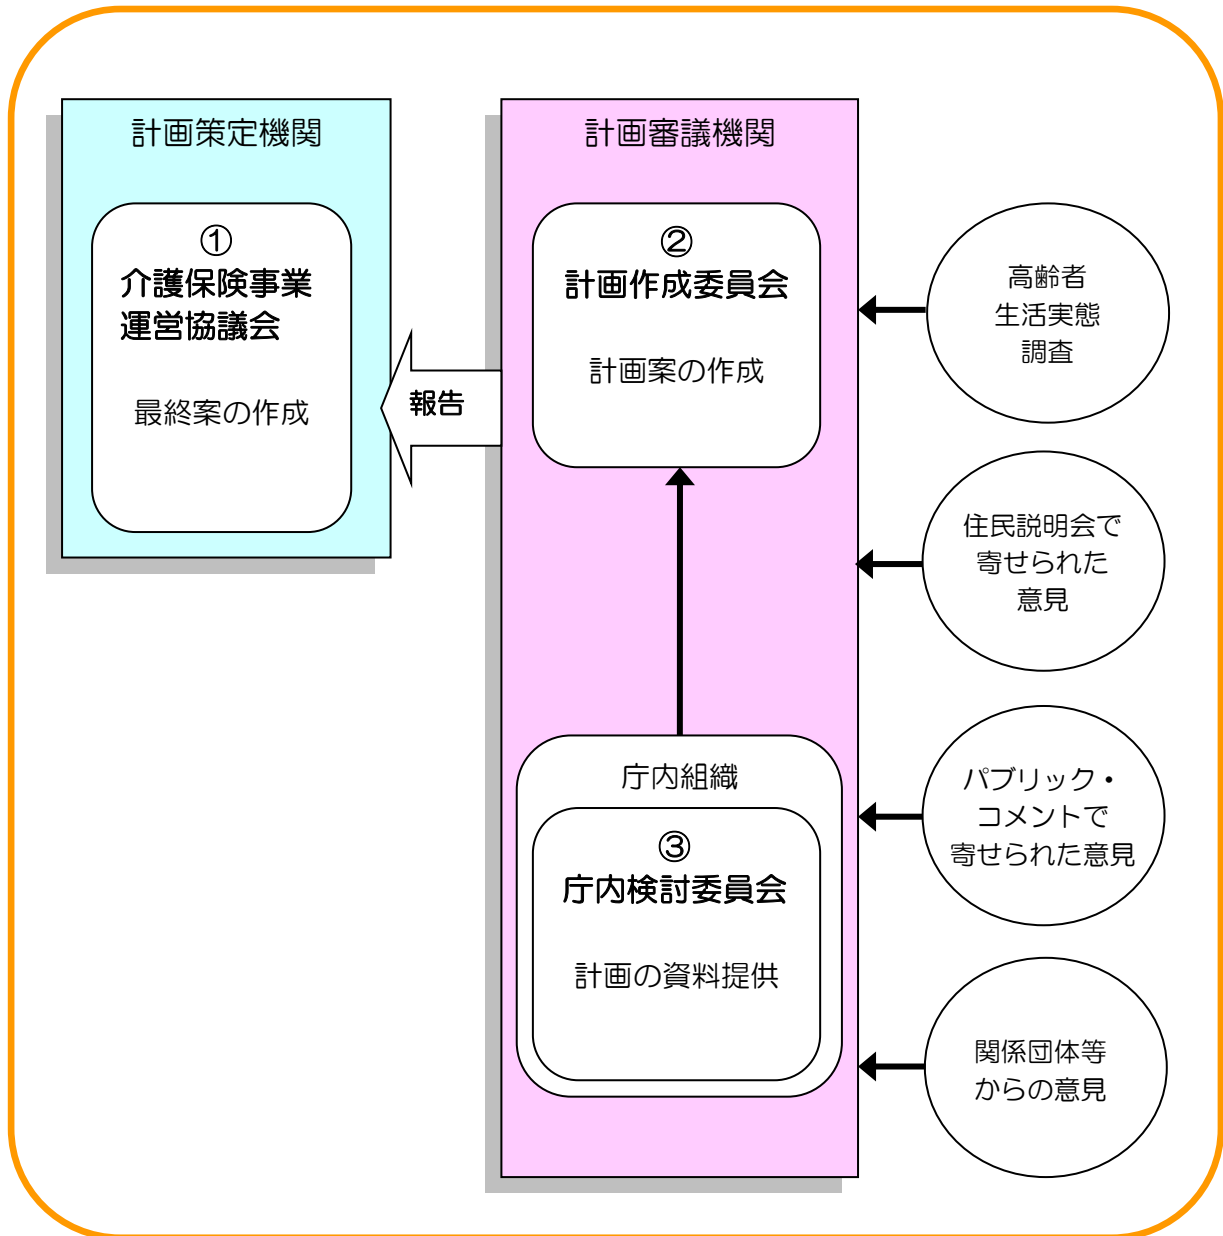 計画策定機関
①
介護保険事業
運営協議会
最終案の作成
報告
計画審議機関
②
計画作成委員会
計画案の作成
庁内組織
③
庁内検討委員会
計画の資料提供
高齢者
生活実態
調査
住民説明会で
寄せられた
意見
パブリック・
コメントで
寄せられた意見
関係団体等
からの意見